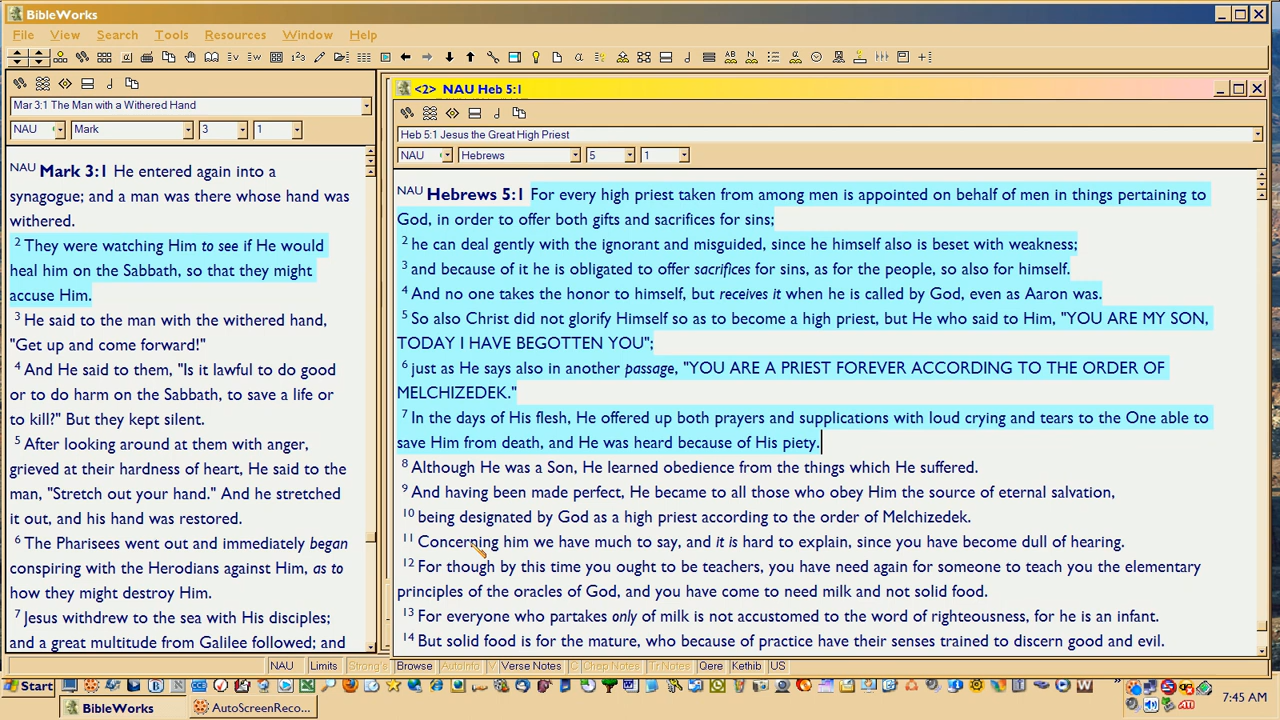 BibleWorks
File View Search Tools Resources Window Help
Mar 3:1 The Man with a Withered Hand
NAU Mark 3 1
NAU Mark 3:1 He entered again into a
synagogue; and a man was there whose hand was
withered.
2 They were watching Him to see if He would
heal him on the Sabbath, so that they might
accuse Him.
3 He said to the man with the withered hand,
"Get up and come forward!"
4 And He said to them, "Is it lawful to do good
or to do harm on the Sabbath, to save a life or
to kill?" But they kept silent.
5 After looking around at them with anger,
grieved at their hardness of heart, He said to the
man, "Stretch out your hand." And he stretched
it out, and his hand was restored.
6 The Pharisees went out and immediately began
conspiring with the Herodians against Him, as to
how they might destroy Him.
7 Jesus withdrew to the sea with His disciples;
and a great multitude from Galilee followed; and
<2> NAU Heb 5:1
Heb 5:1 Jesus the Great High Priest
NAU Hebrews 5 1
NAU Hebrews 5:1 For every high priest taken from among men is appointed on behalf of men in things pertaining to
God, in order to offer both gifts and sacrifices for sins;
2 he can deal gently with the ignorant and misguided, since he himself also is beset with weakness;
3 and because of it he is obligated to offer sacrifices for sins, as for the people, so also for himself.
4 And no one takes the honor to himself, but receives it when he is called by God, even as Aaron was.
5 So also Christ did not glorify Himself so as to become a high priest, but He who said to Him, "YOU ARE MY SON,
TODAY I HAVE BEGOTTEN YOU";
6 just as He says also in another passage, "YOU ARE A PRIEST FOREVER ACCORDING TO THE ORDER OF
MELCHIZEDEK."
7 In the days of His flesh, He offered up both prayers and supplications with loud crying and tears to the One able to
save Him from death, and He was heard because of His piety.
8 Although He was a Son, He learned obedience from the things which He suffered.
9 And having been made perfect, He became to all those who obey Him the source of eternal salvation,
10 being designated by God as a high priest according to the order of Melchizedek.
11 Concerning him we have much to say, and it is hard to explain, since you have become dull of hearing.
12 For though by this time you ought to be teachers, you have need again for someone to teach you the elementary
principles of the oracles of God, and you have come to need milk and not solid food.
13 For everyone who partakes only of milk is not accustomed to the word of righteousness, for he is an infant.
14 But solid food is for the mature, who because of practice have their senses trained to discern good and evil.
NAU Limits Strong's Browse AutoInfo V Verse Notes C Chap Notes Tr Notes Qere Kethib US
Start
BibleWorks AutoScreenReco... 7:45 AM